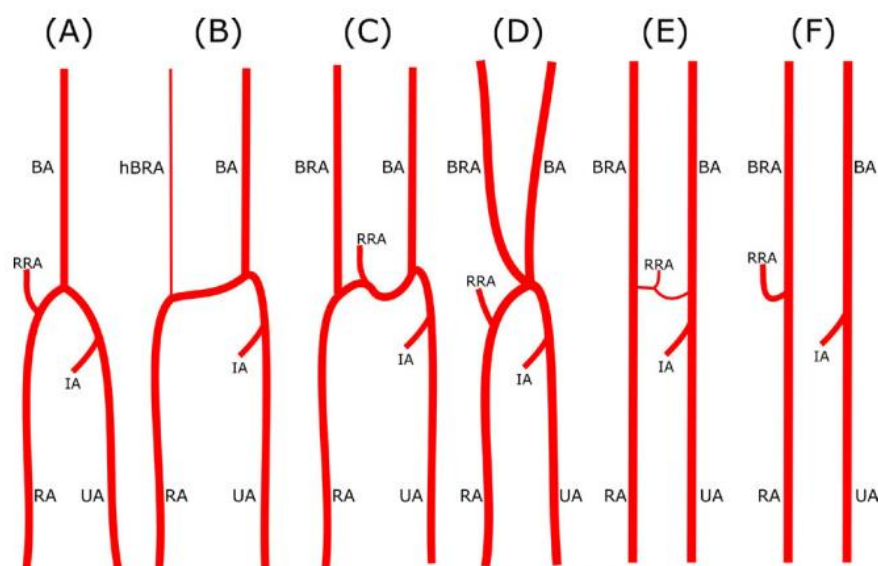 (A) (B) (C) (D) (E) (F)
BA hBRA BA BRA BA BRA BA BRA BA BRA BA
RRA RRA RRA RRA RRA
IA IA IA IA IA IA
RA UA RA UA RA UA RA UA RA UA RA UA